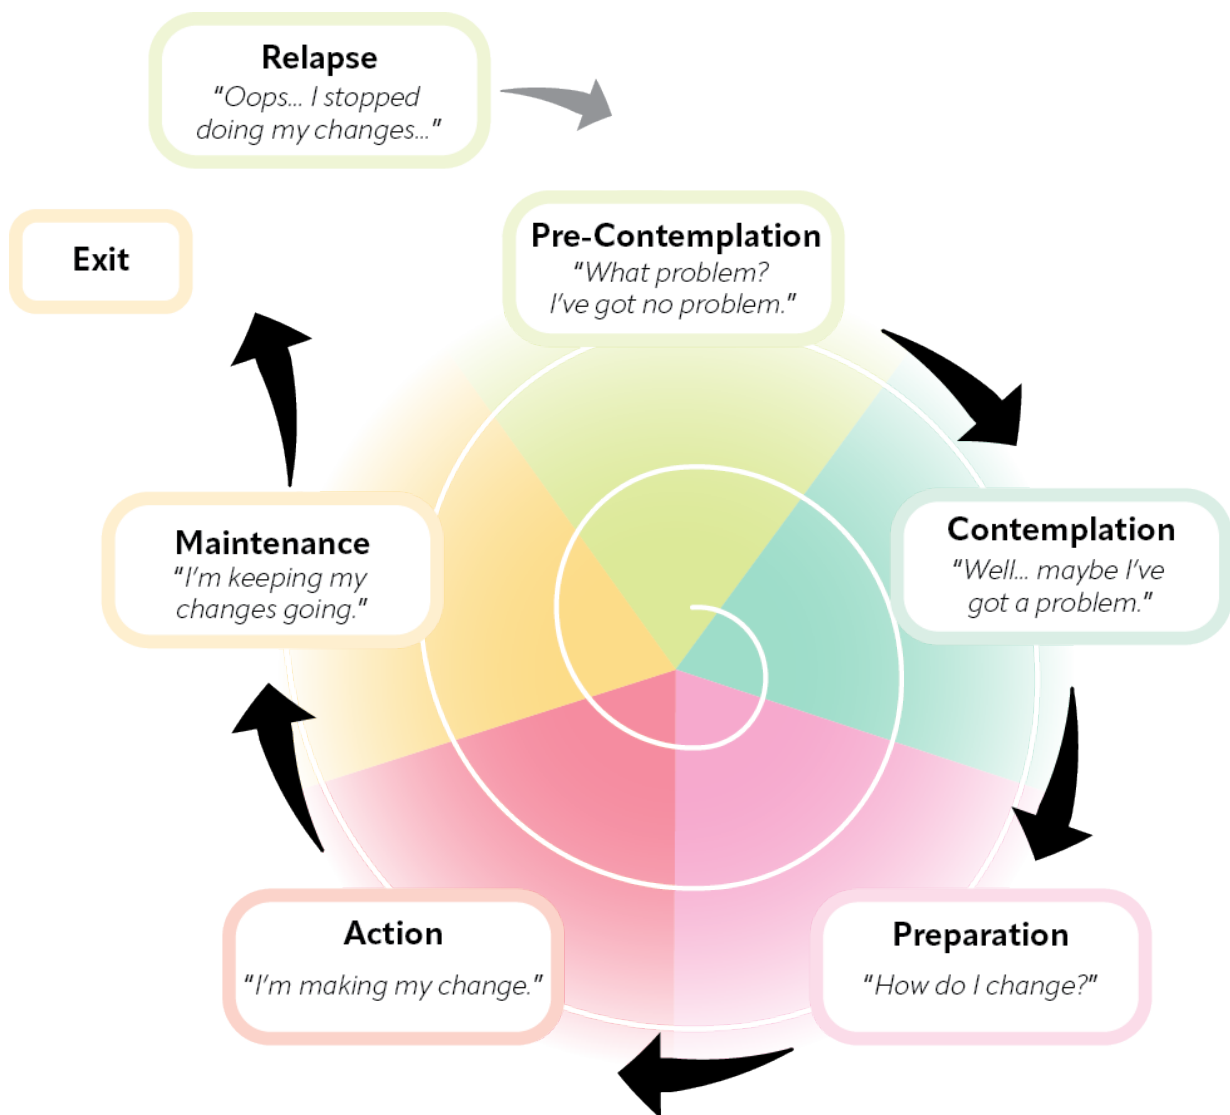 Relapse
"Oops... I stopped
doing my changes..."
Exit
Pre-Contemplation
"What problem?
I've got no problem."
Contemplation
"Well... maybe I've
got a problem."
Preparation
"How do I change?"
Action
"I'm making my change."
Maintenance
"I'm keeping my
changes going."